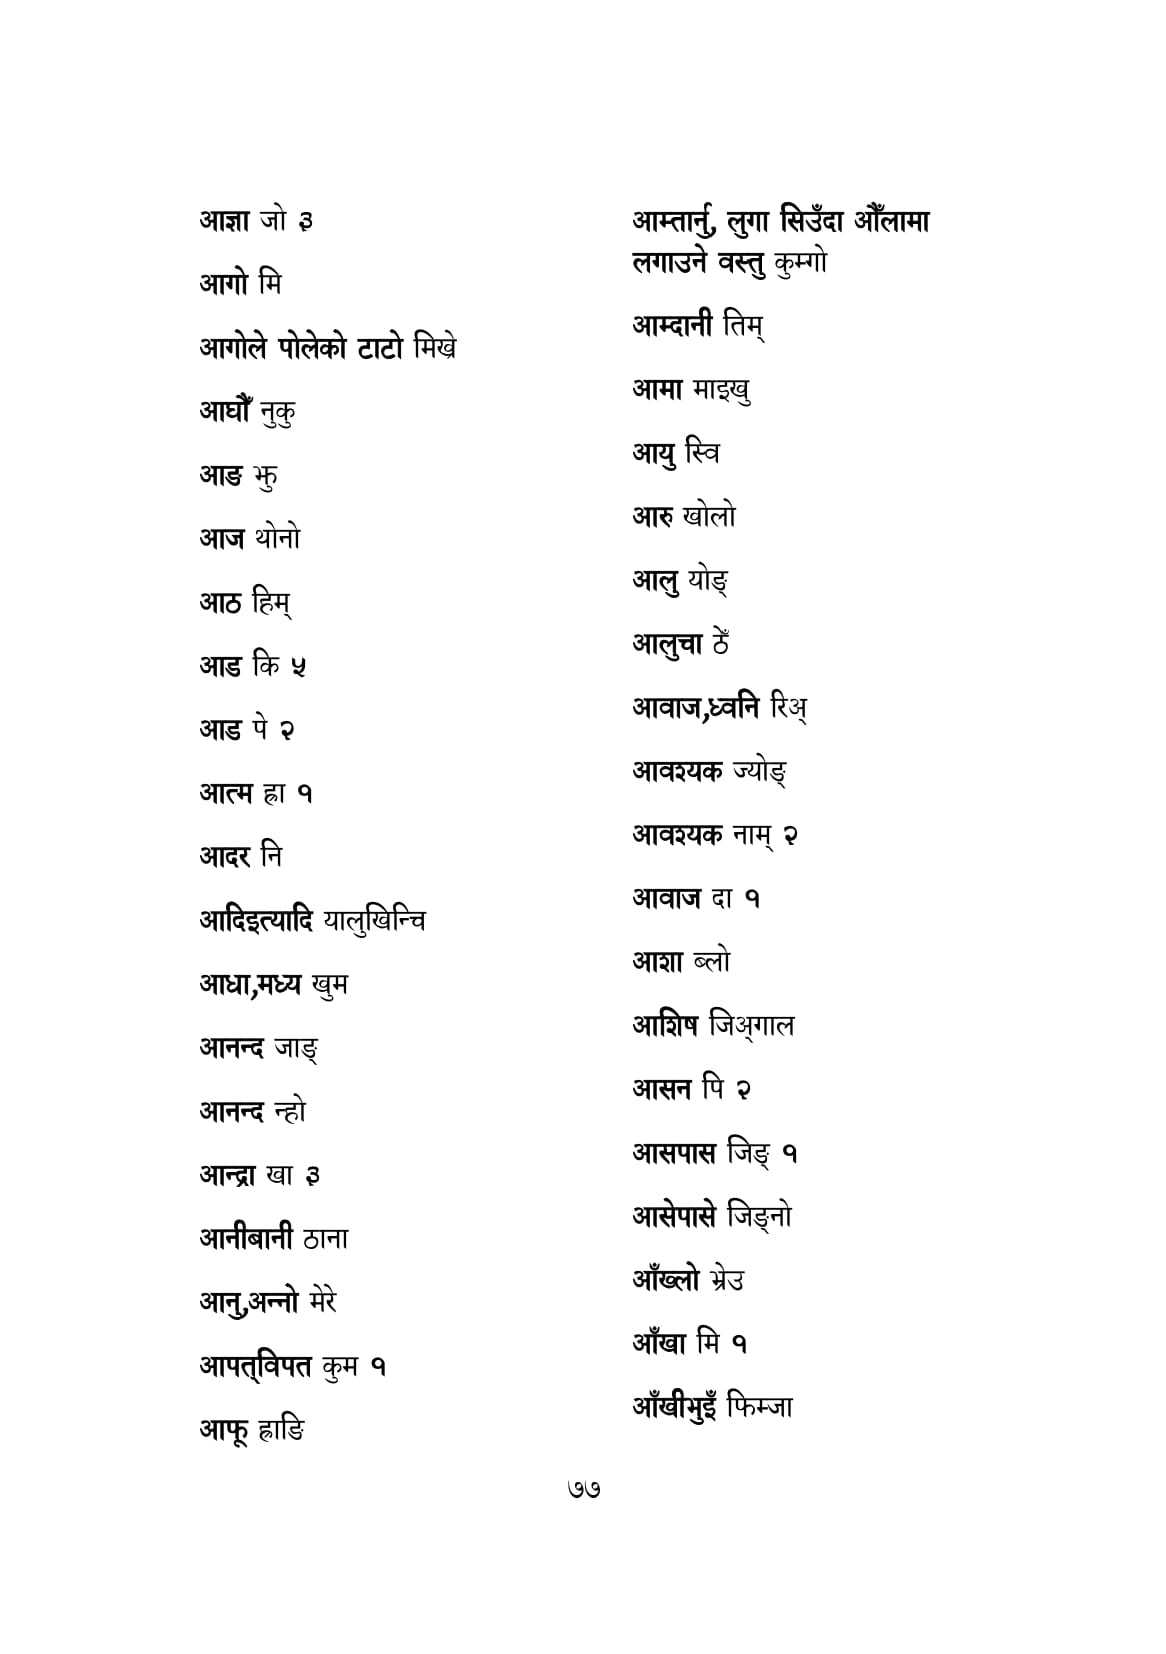 आज्ञा जो ३
आगो मि
आगोले पोलेको टाटो मिख्रे
आघौँ नुकु
आङ झु
आज थोनो
आठ हिम्
आड कि ५
आड पे २
आत्म ह्रा १
आदर नि
आदिइत्यादि यालुखिन्चि
आधा,मध्य खुम
आनन्द जाङ्
आनन्द न्हो
आन्द्रा खा ३
आनीबानी ठाना
आनु,अन्नो मेरे
आपत्विपत कुम १
आफू ह्राङि
आम्तार्नु, लुगा सिउँदा औँलामा
लगाउने वस्तु कुम्गो
आम्दानी तिम्
आमा माइखु
आयु स्वि
आरु खोलो
आलु योङ्
आलुचा ठेँ
आवाज,ध्वनि रिअ्
आवश्यक ज्योङ्
आवश्यक नाम् २
आवाज दा १
आशा ब्लो
आशिष जिअ्गाल
आसन पि २
आसपास जिङ् १
आसेपासे जिङ्नो
आँख्लो भ्रेउ
आँखा मि १
आँखीभुइँ फिम्जा
७७